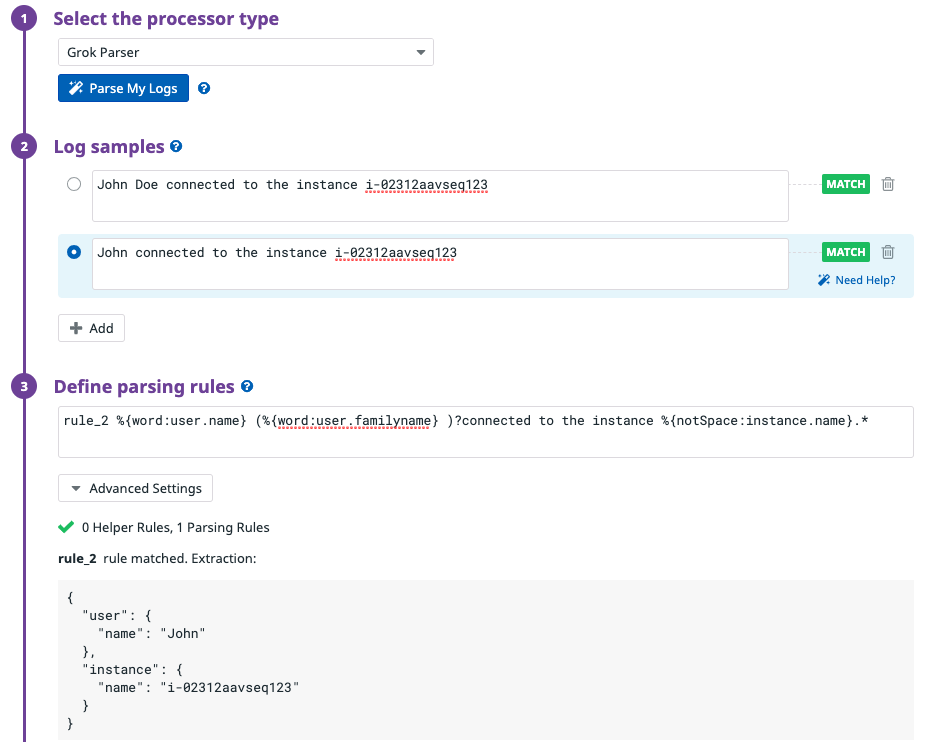 1 Select the processor type
Grok Parser
Parse My Logs ?
2 Log samples ?
John Doe connected to the instance i-02312aavseq123 MATCH
John connected to the instance i-02312aavseq123 MATCH
Need Help?
+ Add
3 Define parsing rules ?
rule_2 %{word:user.name} (%{word:user.familyname} )?connected to the instance %{notSpace:instance.name}.*
Advanced Settings
0 Helper Rules, 1 Parsing Rules
rule_2 rule matched. Extraction:
{
  "user": {
    "name": "John"
  },
  "instance": {
    "name": "i-02312aavseq123"
  }
}